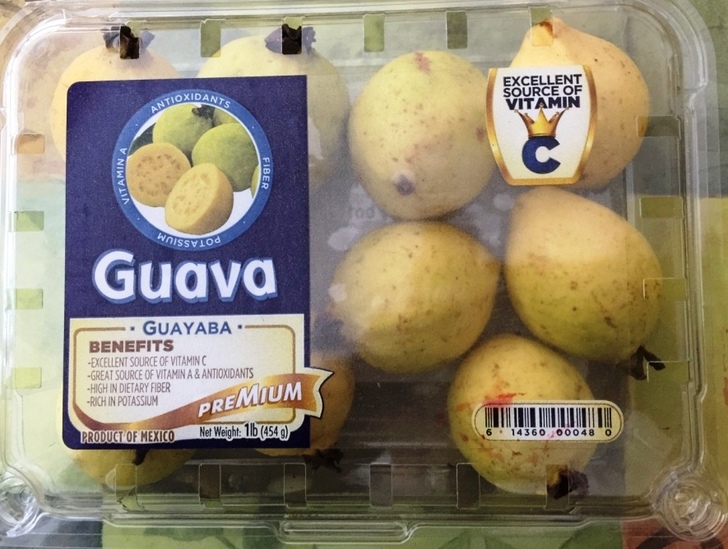 ANTIOXIDANTS
VITAMIN A
FIBER
POTASSIUM
Guava
· GUAYABA ·
BENEFITS
-EXCELLENT SOURCE OF VITAMIN C
-GREAT SOURCE OF VITAMIN A & ANTIOXIDANTS
-HIGH IN DIETARY FIBER
-RICH IN POTASSIUM
PREMIUM
PRODUCT OF MEXICO
Net Weight: 1lb (454 g)
EXCELLENT
SOURCE OF
VITAMIN
C
6 14360 00048 0